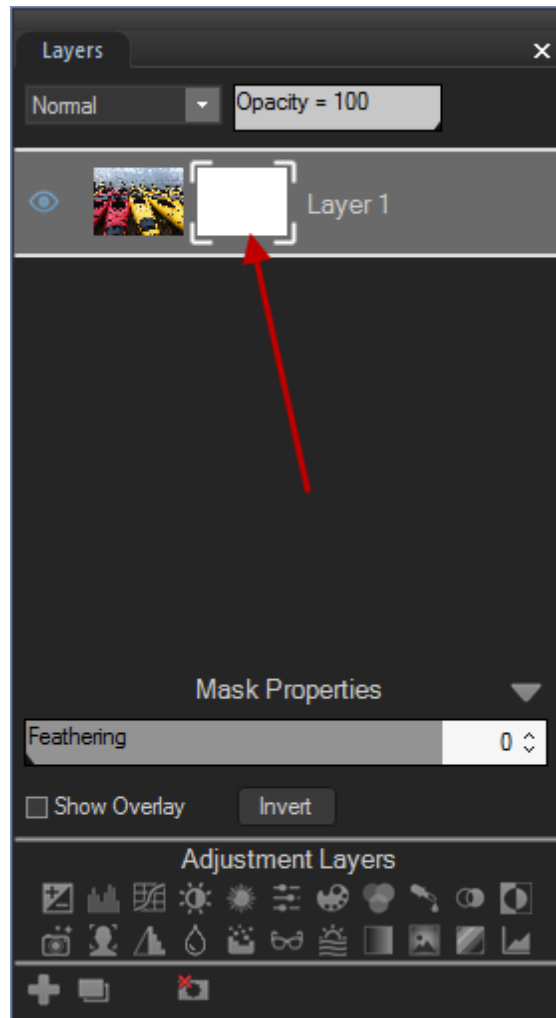 Layers
Normal
Opacity = 100
Layer 1
Mask Properties
Feathering 0
Show Overlay Invert
Adjustment Layers